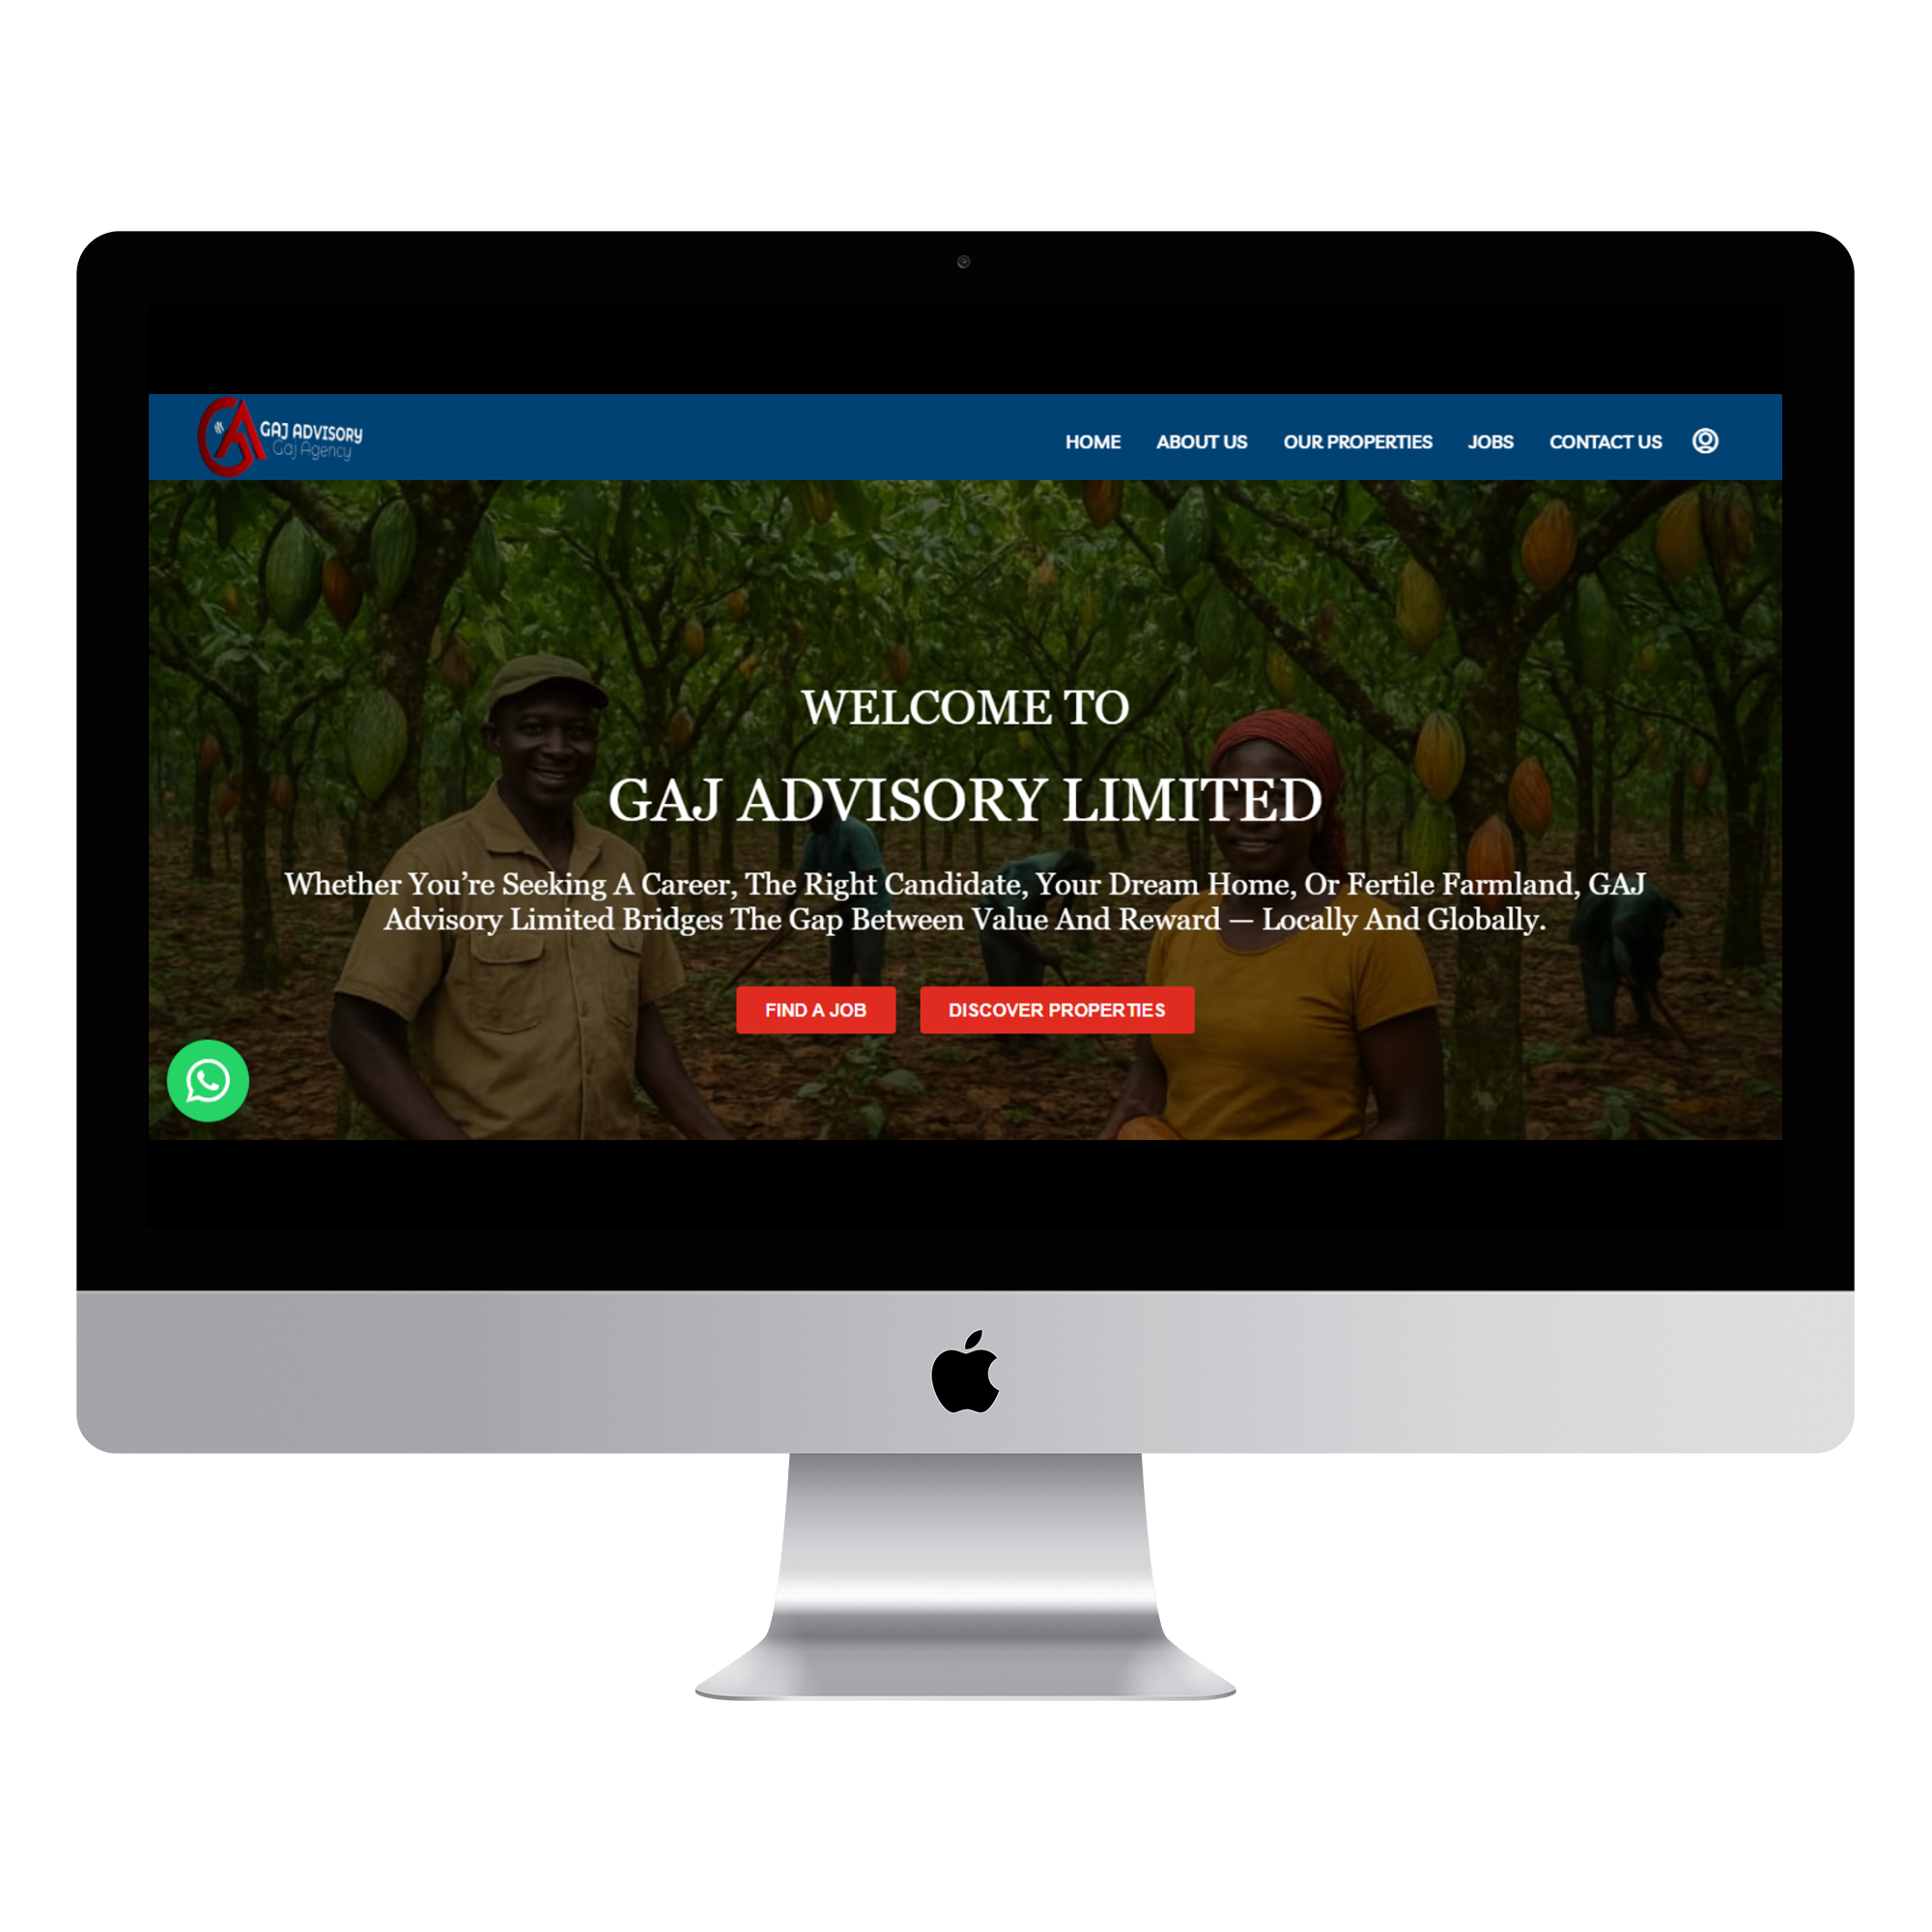 GAJ ADVISORY
Gaj Agency
HOME ABOUT US OUR PROPERTIES JOBS CONTACT US
WELCOME TO
GAJ ADVISORY LIMITED
Whether You’re Seeking A Career, The Right Candidate, Your Dream Home, Or Fertile Farmland, GAJ
Advisory Limited Bridges The Gap Between Value And Reward — Locally And Globally.
FIND A JOB DISCOVER PROPERTIES